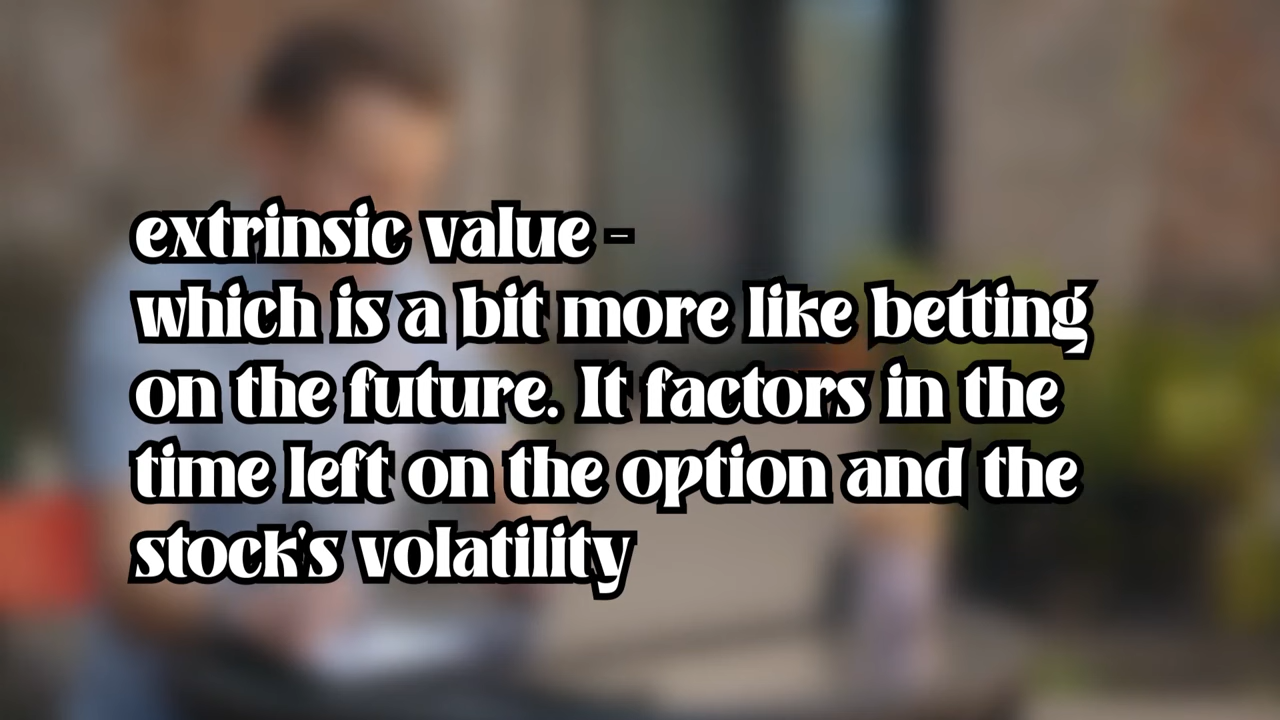 extrinsic value -
which is a bit more like betting
on the future. It factors in the
time left on the option and the
stock's volatility